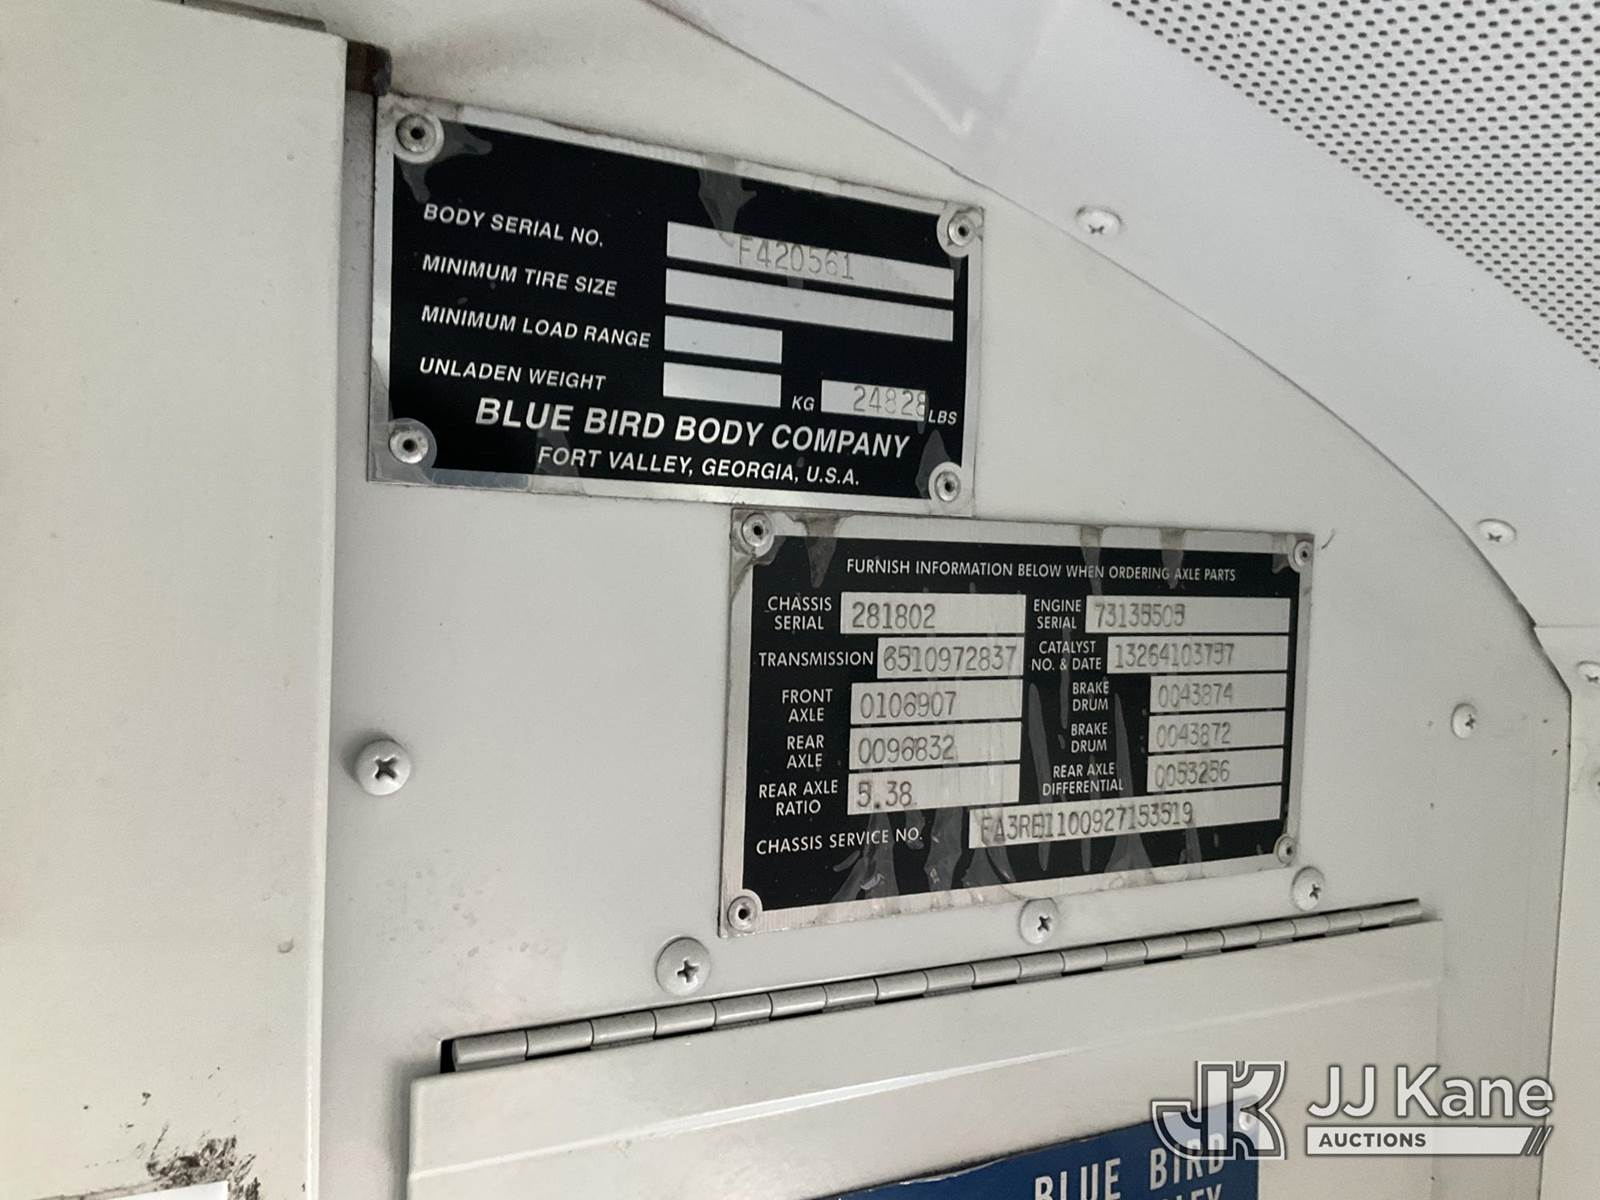 BODY SERIAL NO. F420561
MINIMUM TIRE SIZE
MINIMUM LOAD RANGE
UNLADEN WEIGHT KG 24828 LBS
BLUE BIRD BODY COMPANY
FORT VALLEY, GEORGIA, U.S.A.
FURNISH INFORMATION BELOW WHEN ORDERING AXLE PARTS
CHASSIS SERIAL 281802 ENGINE SERIAL 73135505
TRANSMISSION 6510972837 CATALYST NO. & DATE 13264103757
FRONT AXLE 0106907 BRAKE DRUM 0043874
REAR AXLE 0096832 BRAKE DRUM 0043872
REAR AXLE RATIO 5.38 REAR AXLE DIFFERENTIAL 0053256
CHASSIS SERVICE NO.
BLUE BIRD
JK JJ Kane
AUCTIONS